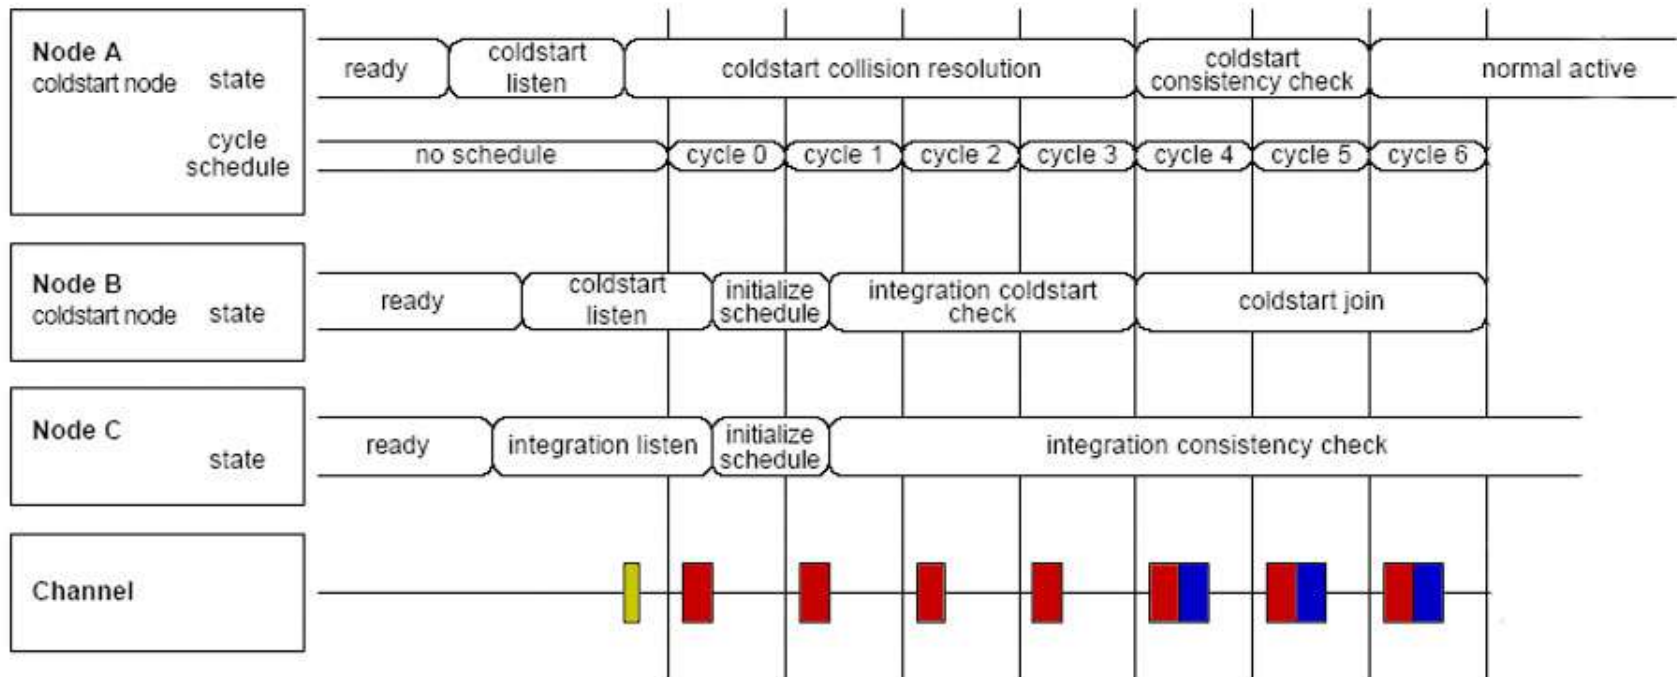 Node A
coldstart node
state
ready
coldstart
listen
coldstart collision resolution
coldstart
consistency check
normal active
cycle
schedule
no schedule
cycle 0
cycle 1
cycle 2
cycle 3
cycle 4
cycle 5
cycle 6
Node B
coldstart node
state
ready
coldstart
listen
initialize
schedule
integration coldstart
check
coldstart join
Node C
state
ready
integration listen
initialize
schedule
integration consistency check
Channel